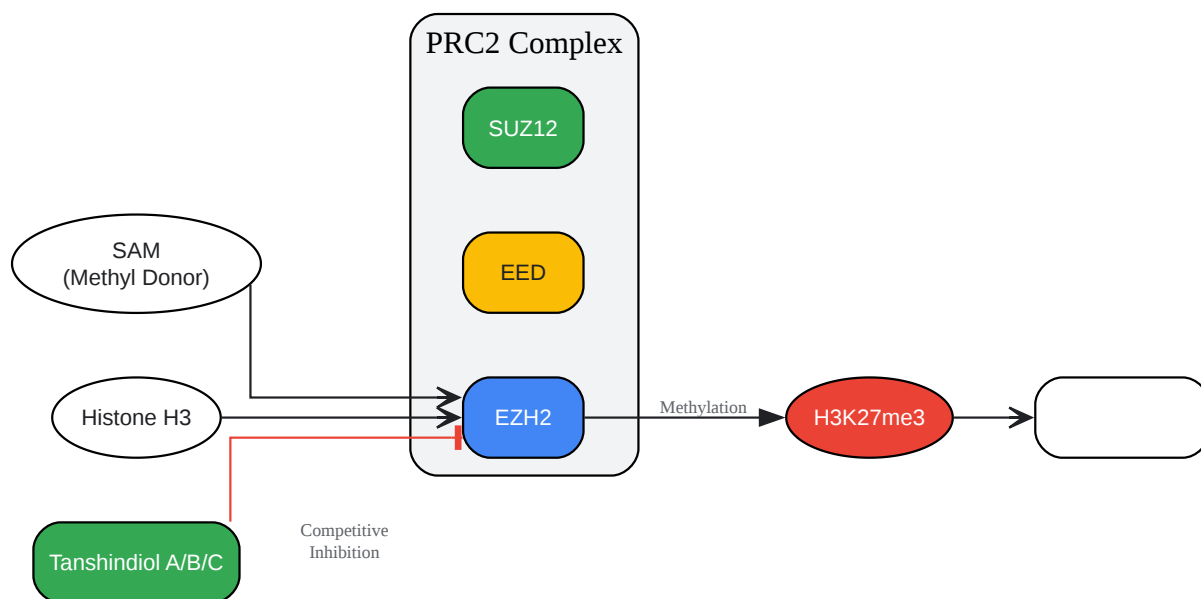 PRC2 Complex
SUZ12
SAM
(Methyl Donor)
EED
Histone H3
EZH2
Methylation
H3K27me3
Competitive
Inhibition
Tanshindiol A/B/C